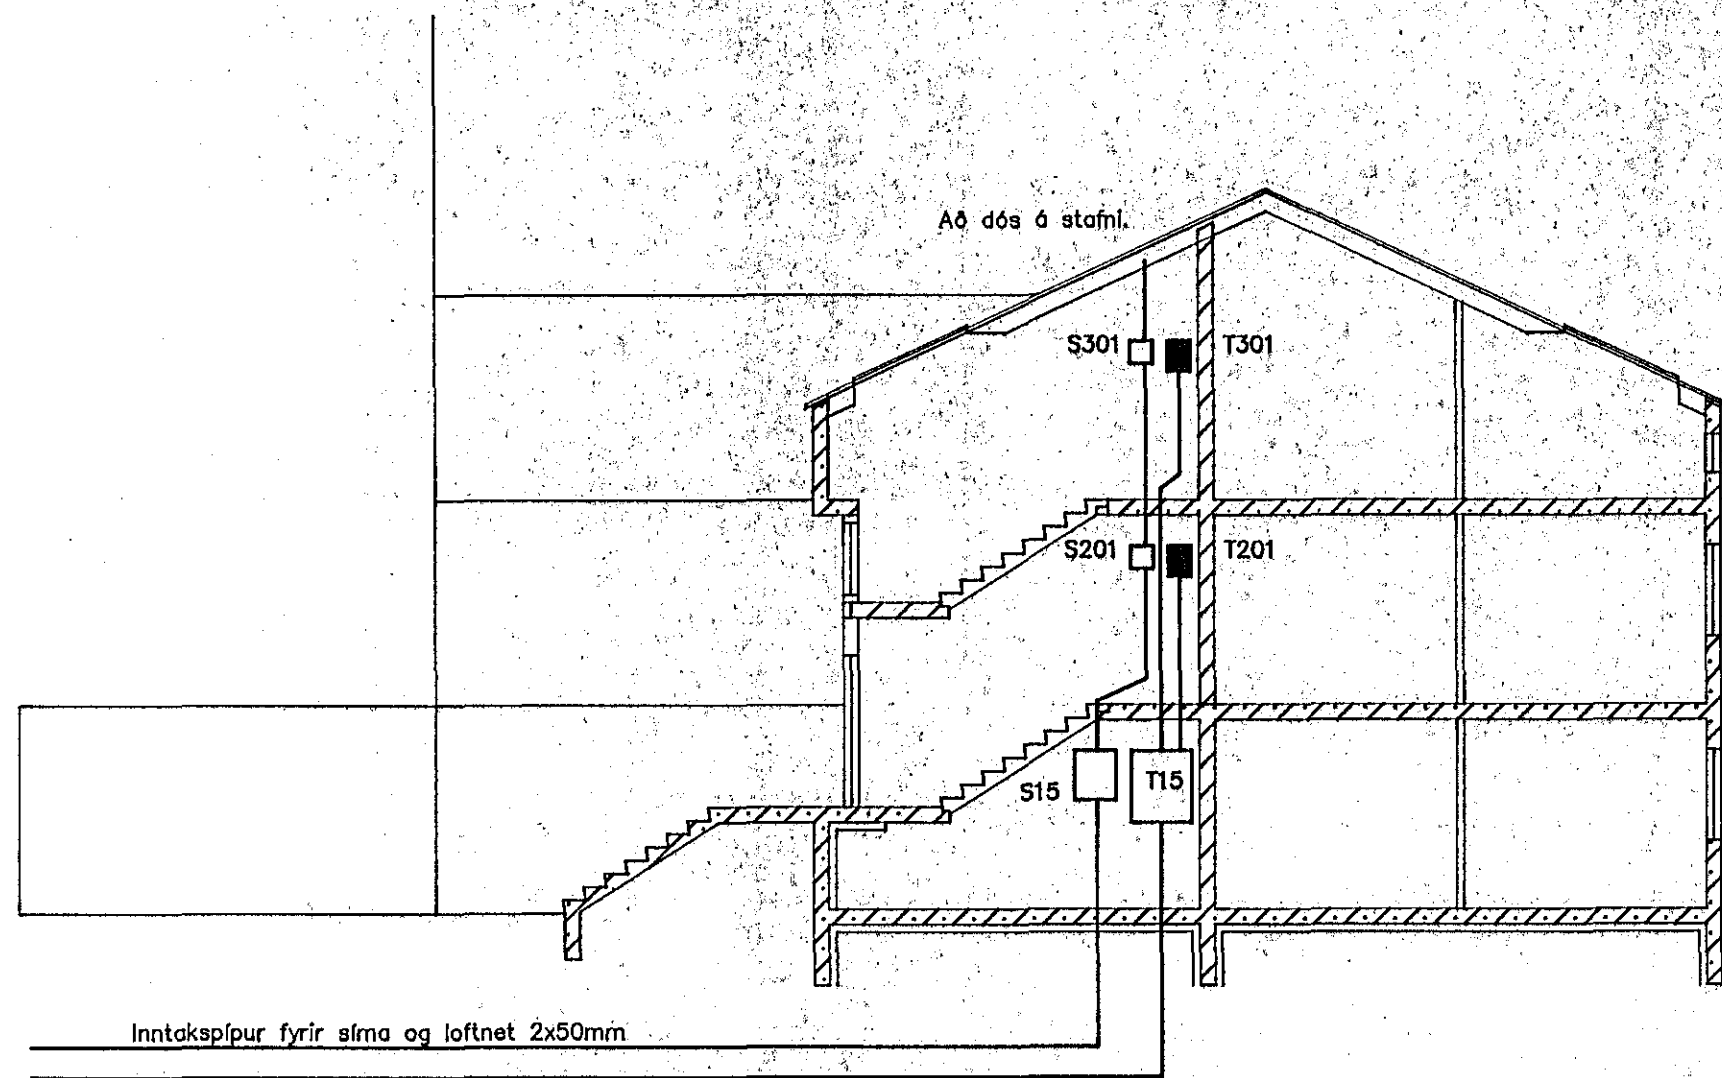 Að dós á stafni.
S301
T301
S201
T201
S15
T15
Inntakspípur fyrir síma og loftnet 2x50mm